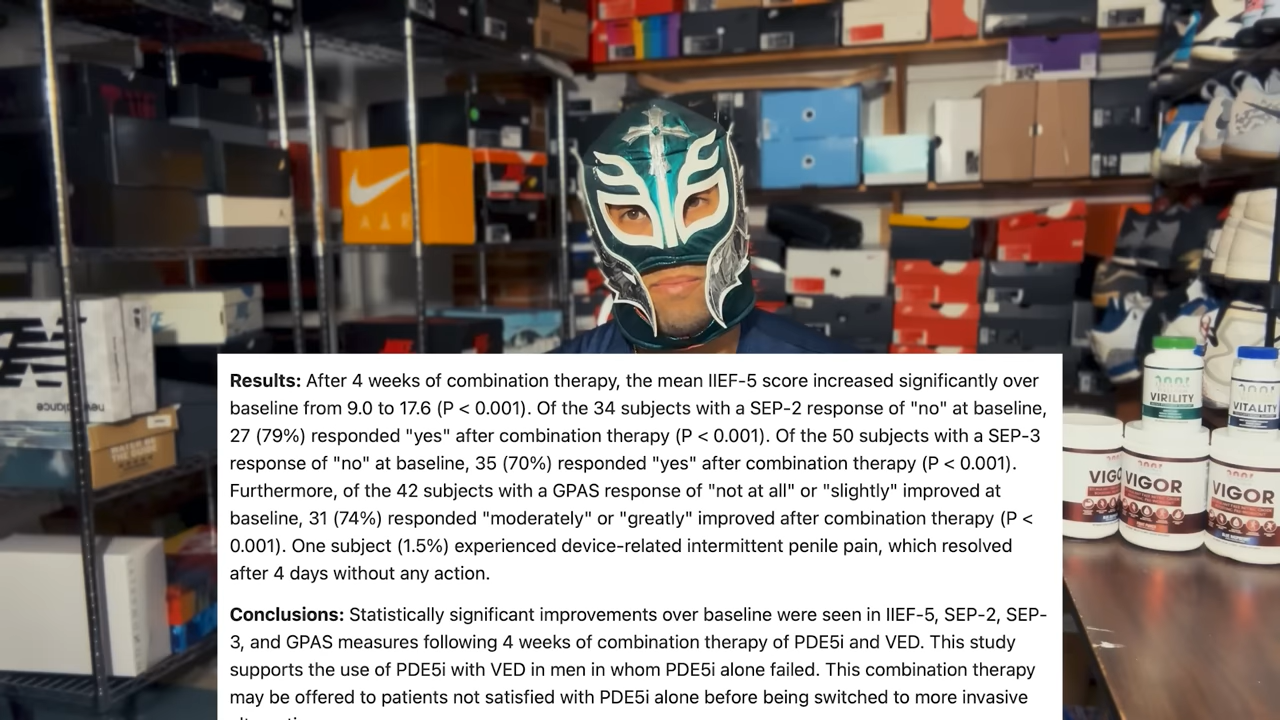 Results: After 4 weeks of combination therapy, the mean IIEF-5 score increased significantly over
baseline from 9.0 to 17.6 (P < 0.001). Of the 34 subjects with a SEP-2 response of "no" at baseline,
27 (79%) responded "yes" after combination therapy (P < 0.001). Of the 50 subjects with a SEP-3
response of "no" at baseline, 35 (70%) responded "yes" after combination therapy (P < 0.001).
Furthermore, of the 42 subjects with a GPAS response of "not at all" or "slightly" improved at
baseline, 31 (74%) responded "moderately" or "greatly" improved after combination therapy (P <
0.001). One subject (1.5%) experienced device-related intermittent penile pain, which resolved
after 4 days without any action.
Conclusions: Statistically significant improvements over baseline were seen in IIEF-5, SEP-2, SEP-
3, and GPAS measures following 4 weeks of combination therapy of PDE5i and VED. This study
supports the use of PDE5i with VED in men in whom PDE5i alone failed. This combination therapy
may be offered to patients not satisfied with PDE5i alone before being switched to more invasive
AIR
new balance
12
VIRILITY
VITALITY
VIGOR
VIGOR